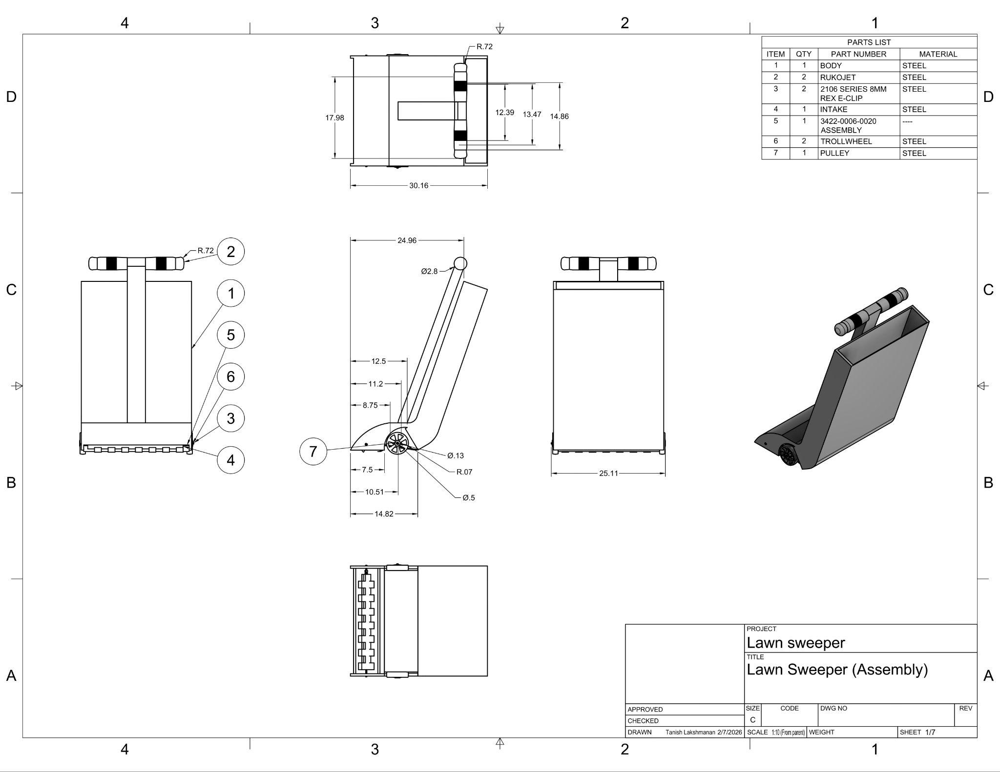 4 3 2 1
PARTS LIST
ITEM QTY PART NUMBER MATERIAL
1 1 BODY STEEL
2 2 RUKOJET STEEL
3 2 2106 SERIES 8MM STEEL
REX E-CLIP
4 1 INTAKE STEEL
5 1 3422-0006-0020 ----
ASSEMBLY
6 2 TROLLWHEEL STEEL
7 1 PULLEY STEEL
R.72
D D
17.98 12.39 13.47 14.86
30.16
24.96
R.72 2
Ø2.8
C 1 C
5
12.5
6
11.2
8.75
3
7
Ø.13
4
7.5 R.07
25.11
B B
10.51
Ø.5
14.82
PROJECT
Lawn sweeper
TITLE
Lawn Sweeper (Assembly)
A A
APPROVED SIZE CODE DWG NO REV
CHECKED C
DRAWN Tanish Lakshmanan 2/7/2026 SCALE 1:10 (From parent) WEIGHT SHEET 1/7
4 3 2 1